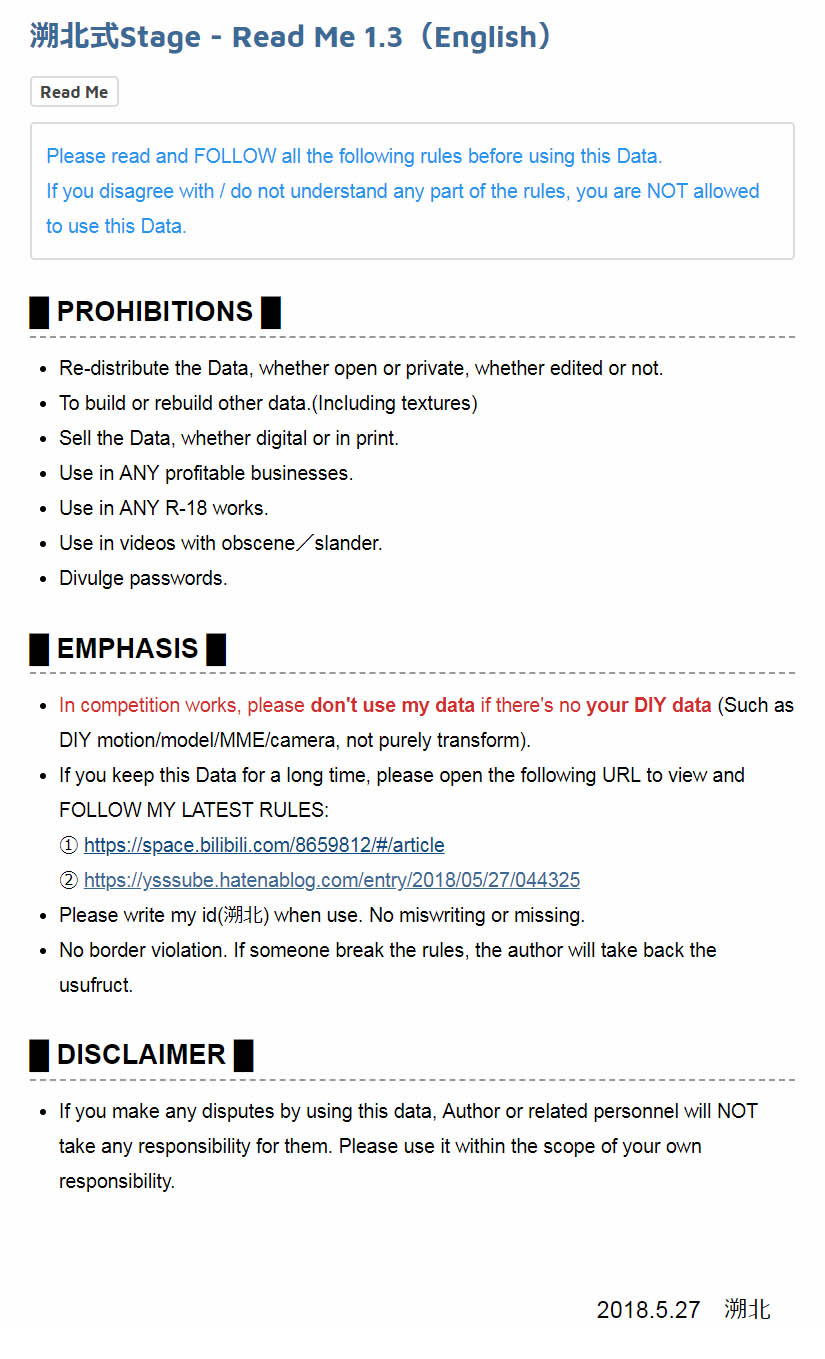 溯北式Stage - Read Me 1.3（English）
Read Me
Please read and FOLLOW all the following rules before using this Data.
If you disagree with / do not understand any part of the rules, you are NOT allowed
to use this Data.
█ PROHIBITIONS █
• Re-distribute the Data, whether open or private, whether edited or not.
• To build or rebuild other data.(Including textures)
• Sell the Data, whether digital or in print.
• Use in ANY profitable businesses.
• Use in ANY R-18 works.
• Use in videos with obscene／slander.
• Divulge passwords.
█ EMPHASIS █
• In competition works, please don't use my data if there's no your DIY data (Such as
DIY motion/model/MME/camera, not purely transform).
• If you keep this Data for a long time, please open the following URL to view and
FOLLOW MY LATEST RULES:
① https://space.bilibili.com/8659812/#/article
② https://ysssube.hatenablog.com/entry/2018/05/27/044325
• Please write my id(溯北) when use. No miswriting or missing.
• No border violation. If someone break the rules, the author will take back the
usufruct.
█ DISCLAIMER █
• If you make any disputes by using this data, Author or related personnel will NOT
take any responsibility for them. Please use it within the scope of your own
responsibility.
2018.5.27 溯北